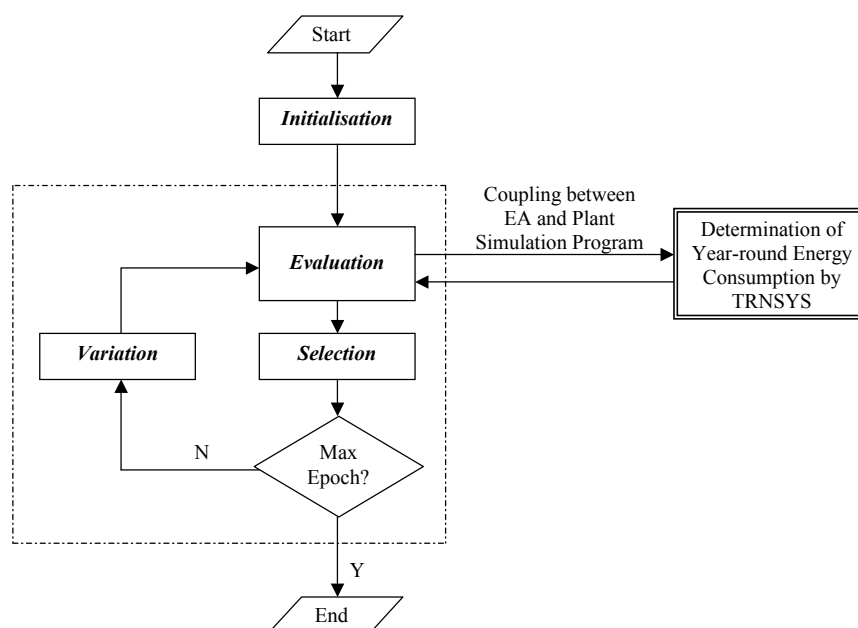 Start
Initialisation
Coupling between
EA and Plant
Simulation Program
Determination of
Year-round Energy
Consumption by
TRNSYS
Evaluation
Variation
Selection
N
Max
Epoch?
Y
End